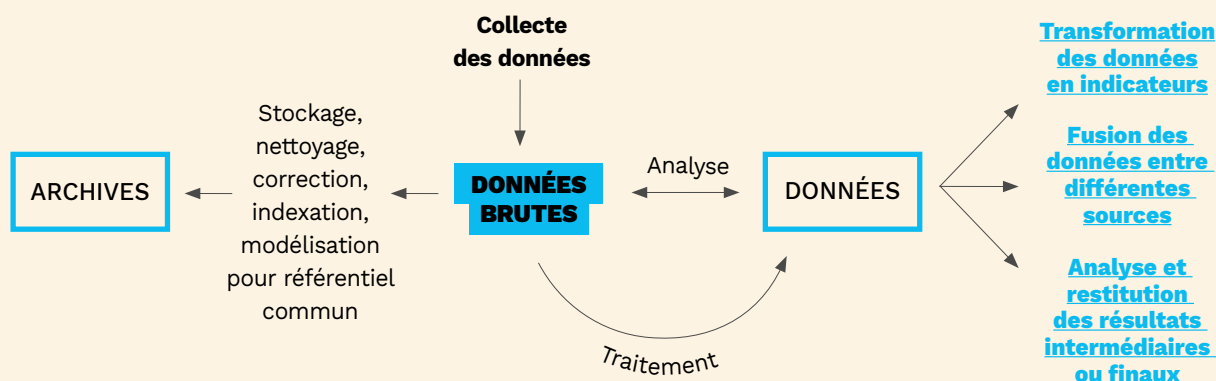 Collecte
des données
Stockage,
nettoyage,
correction,
indexation,
modélisation
pour référentiel
commun
ARCHIVES
DONNÉES
BRUTES
Analyse
DONNÉES
Traitement
Transformation
des données
en indicateurs
Fusion des
données entre
différentes
sources
Analyse et
restitution
des résultats
intermédiaires
ou finaux